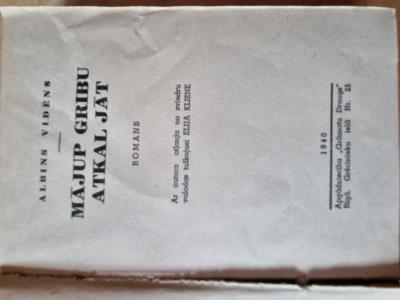 ALBINS VIDĒNS
MĀJUP GRIBU
ATKAL JĀT
ROMANS
Ar autora atļauju no zviedru
valodas tulkojusi ELIJA KLIENE
1940
Apgādniecība „Grāmatu Draugs"
Rīgā, Grēcinieku ielā Nr. 25